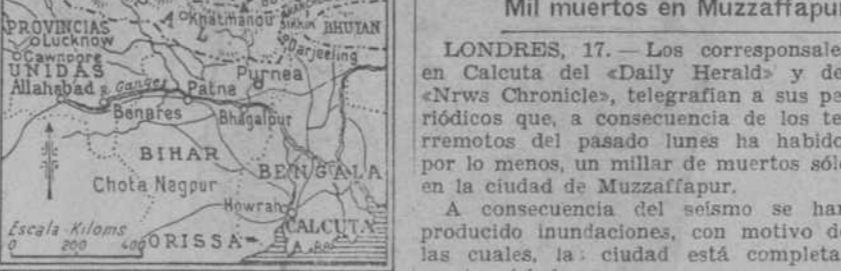 PROVINCIAS
Khatmandu
BHUTAN
Lucknow
Darjeeling
Cawnpore
UNIDAS
Purnea
Allahabad
Ganges
Patna
Benares
Bhagalpur
BIHAR
BENGALA
Chota Nagpur
Howrah
CALCUTA
Escala-Kiloms
0 200 400
ORISSA
Mil muertos en Muzzaffapur
LONDRES, 17. — Los corresponsale
en Calcuta del «Daily Herald» y de
«Nrws Chronicle», telegrafían a sus pe
riódicos que, a consecuencia de los te
rremotos del pasado lunes ha habido
por lo menos, un millar de muertos sól
en la ciudad de Muzzaffapur.
A consecuencia del seísmo se han
producido inundaciones, con motivo d
las cuales, la ciudad está completa